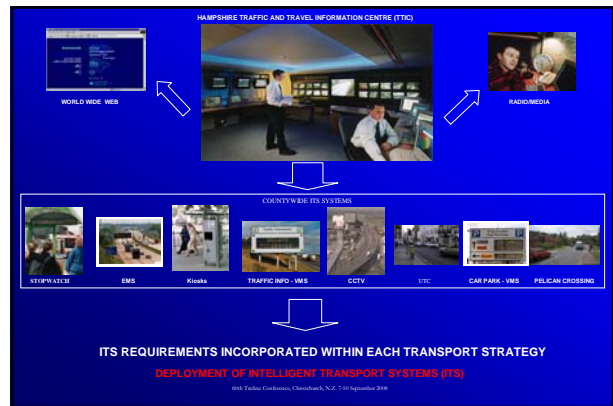 HAMPSHIRE TRAFFIC AND TRAVEL INFORMATION CENTRE (TTIC)
WORLD WIDE WEB
RADIO/MEDIA
COUNTYWIDE ITS SYSTEMS
STOPWATCH
EMS
Kiosks
TRAFFIC INFO - VMS
CCTV
UTC
CAR PARK - VMS
PELICAN CROSSING
ITS REQUIREMENTS INCORPORATED WITHIN EACH TRANSPORT STRATEGY
DEPLOYMENT OF INTELLIGENT TRANSPORT SYSTEMS (ITS)
Conference, Christchurch, N.Z. 7-10 September 2008